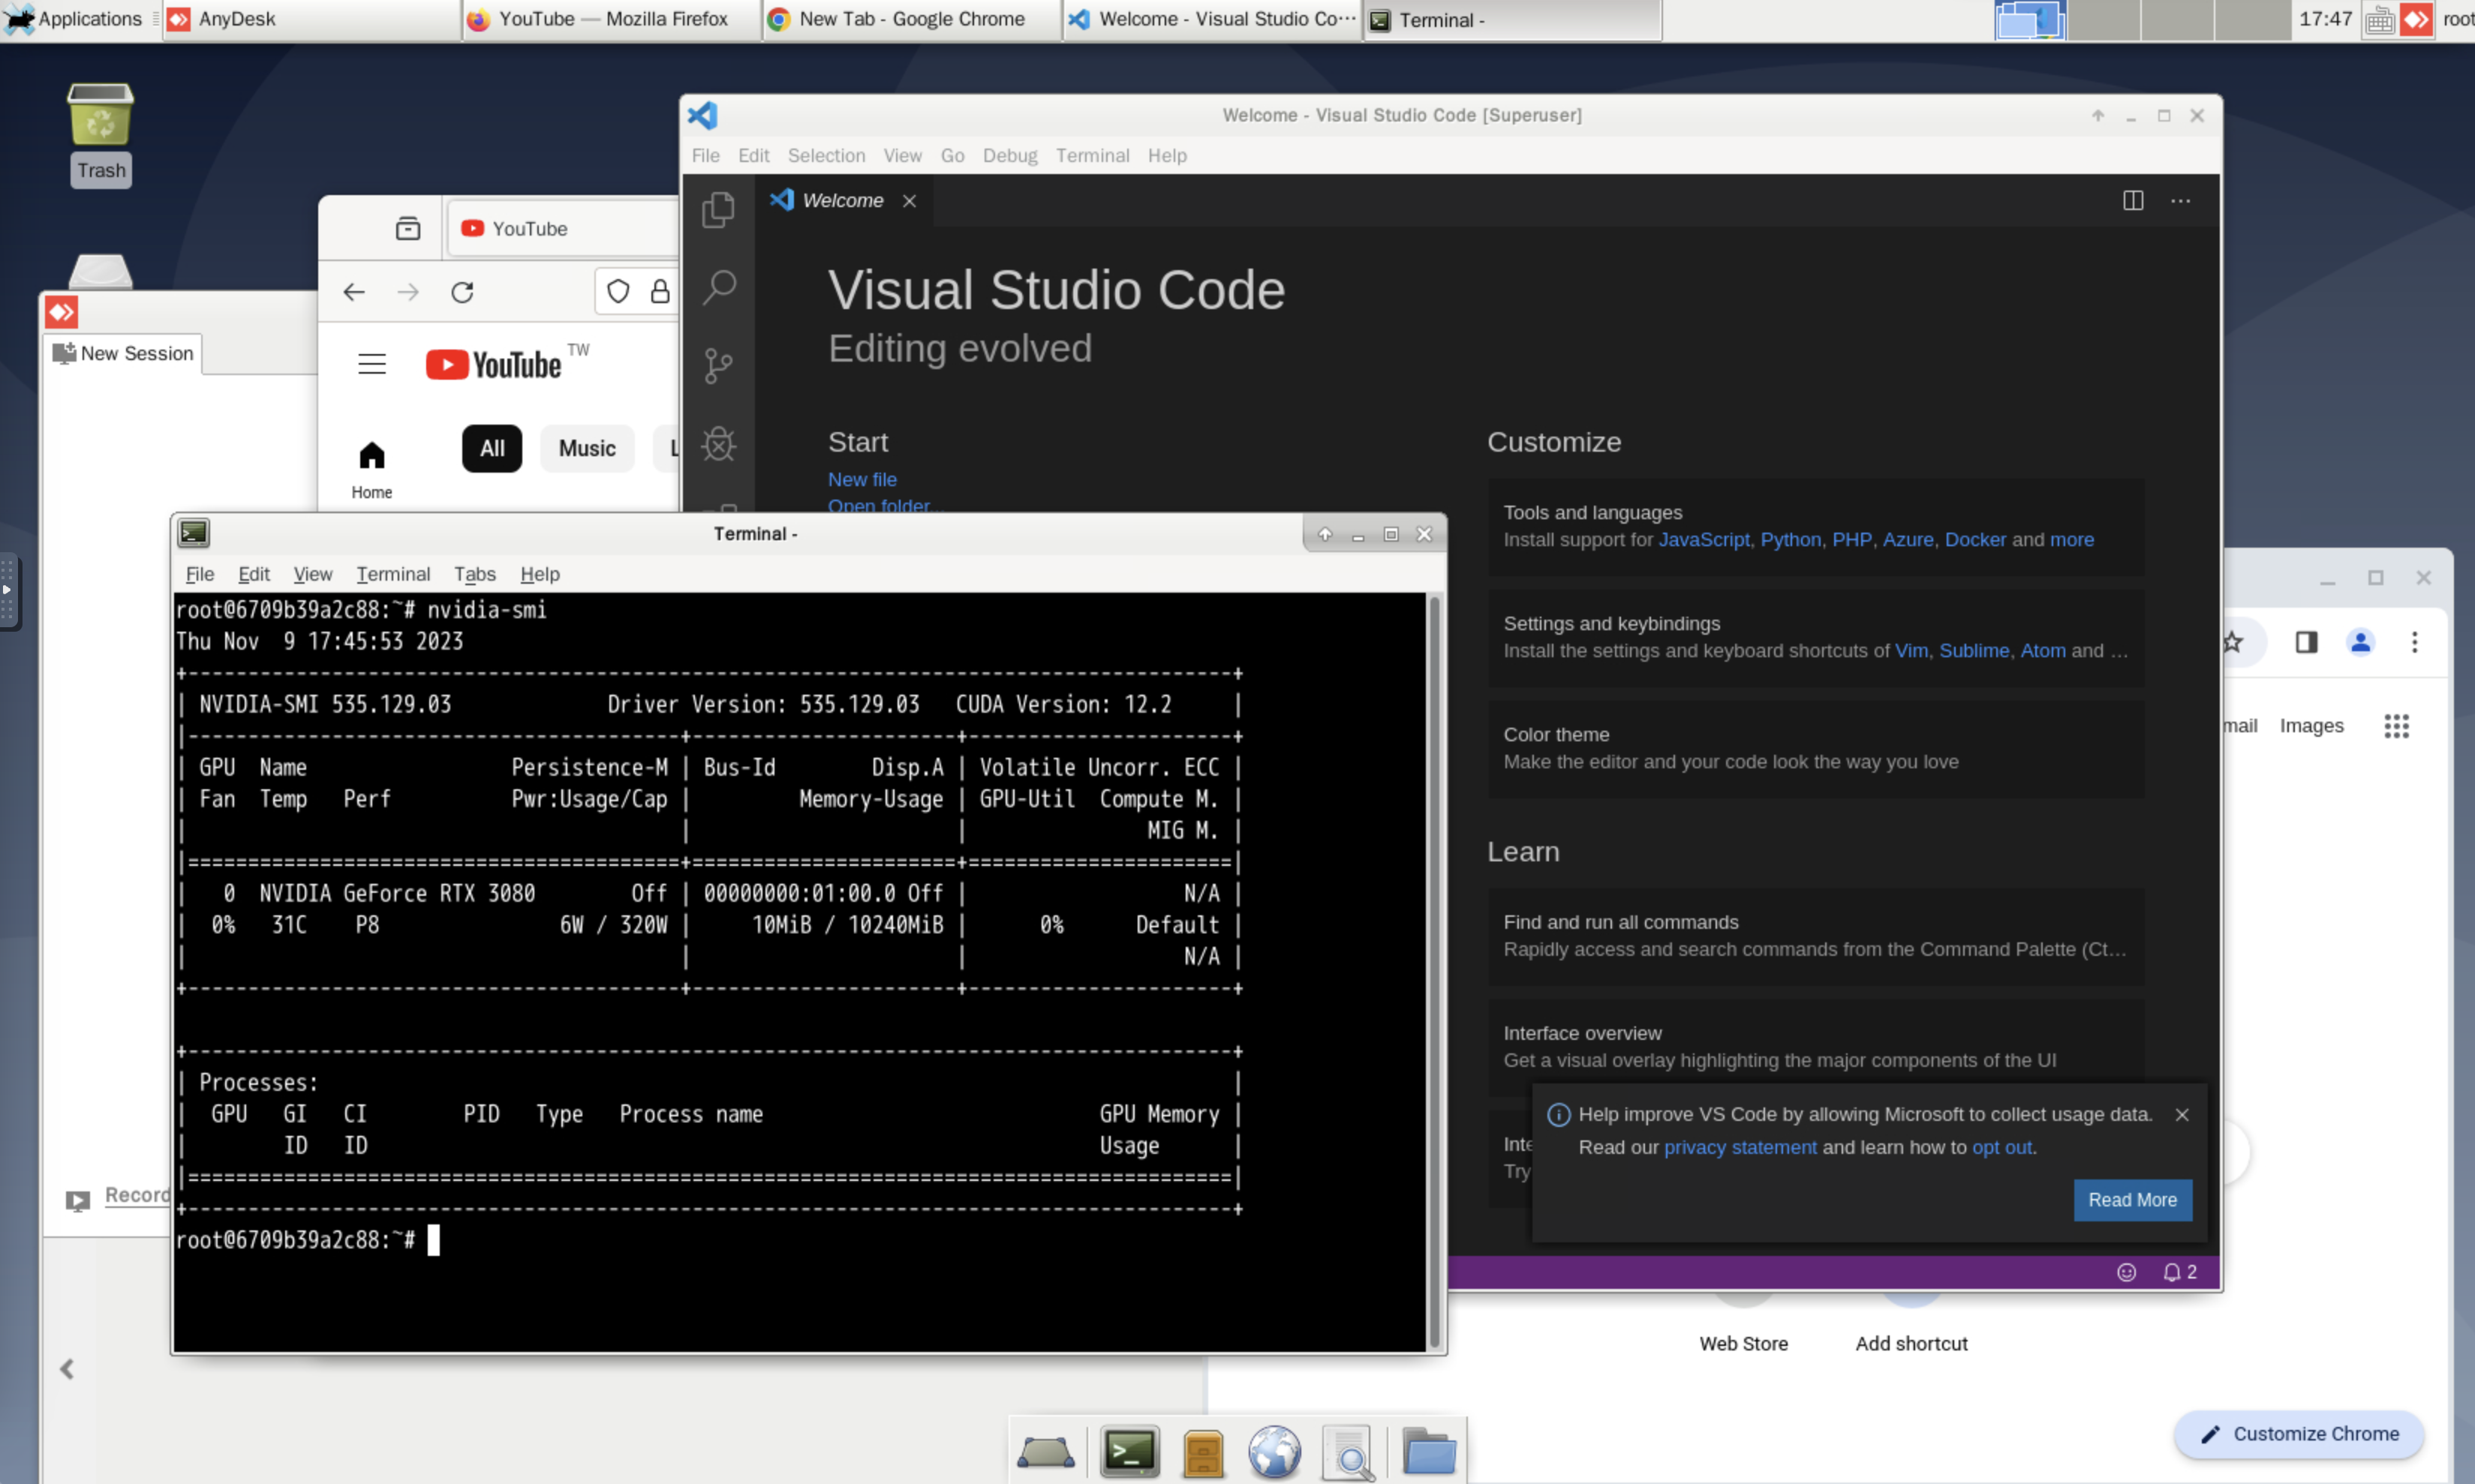 Applications
AnyDesk
YouTube — Mozilla Firefox
New Tab - Google Chrome
Welcome - Visual Studio Co···
Terminal -
17:47
root
Trash
New Session
Record
YouTube
YouTube TW
All
Music
Home
Welcome - Visual Studio Code [Superuser]
File Edit Selection View Go Debug Terminal Help
Welcome
Visual Studio Code
Editing evolved
Start
New file
Open folder...
Customize
Tools and languages
Install support for JavaScript, Python, PHP, Azure, Docker and more
Settings and keybindings
Install the settings and keyboard shortcuts of Vim, Sublime, Atom and ...
Color theme
Make the editor and your code look the way you love
Learn
Find and run all commands
Rapidly access and search commands from the Command Palette (Ct...
Interface overview
Get a visual overlay highlighting the major components of the UI
Inte
Try
Help improve VS Code by allowing Microsoft to collect usage data.
Read our privacy statement and learn how to opt out.
Read More
2
Terminal -
File Edit View Terminal Tabs Help
root@6709b39a2c88:~# nvidia-smi
Thu Nov  9 17:45:53 2023
+-----------------------------------------------------------------------------------------+
| NVIDIA-SMI 535.129.03             Driver Version: 535.129.03   CUDA Version: 12.2     |
|-----------------------------------------+----------------------+----------------------+
| GPU  Name                 Persistence-M | Bus-Id        Disp.A | Volatile Uncorr. ECC |
| Fan  Temp   Perf          Pwr:Usage/Cap |         Memory-Usage | GPU-Util  Compute M. |
|                                         |                      |               MIG M. |
|=========================================+======================+======================|
|   0  NVIDIA GeForce RTX 3080        Off | 00000000:01:00.0 Off |                  N/A |
|  0%   31C    P8               6W / 320W |     10MiB / 10240MiB |      0%      Default |
|                                         |                      |                  N/A |
+-----------------------------------------+----------------------+----------------------+
+---------------------------------------------------------------------------------------+
| Processes:                                                                            |
|  GPU   GI   CI        PID   Type   Process name                            GPU Memory |
|        ID   ID                                                             Usage      |
|=======================================================================================|
+---------------------------------------------------------------------------------------+
root@6709b39a2c88:~#
mail
Images
Web Store
Add shortcut
Customize Chrome